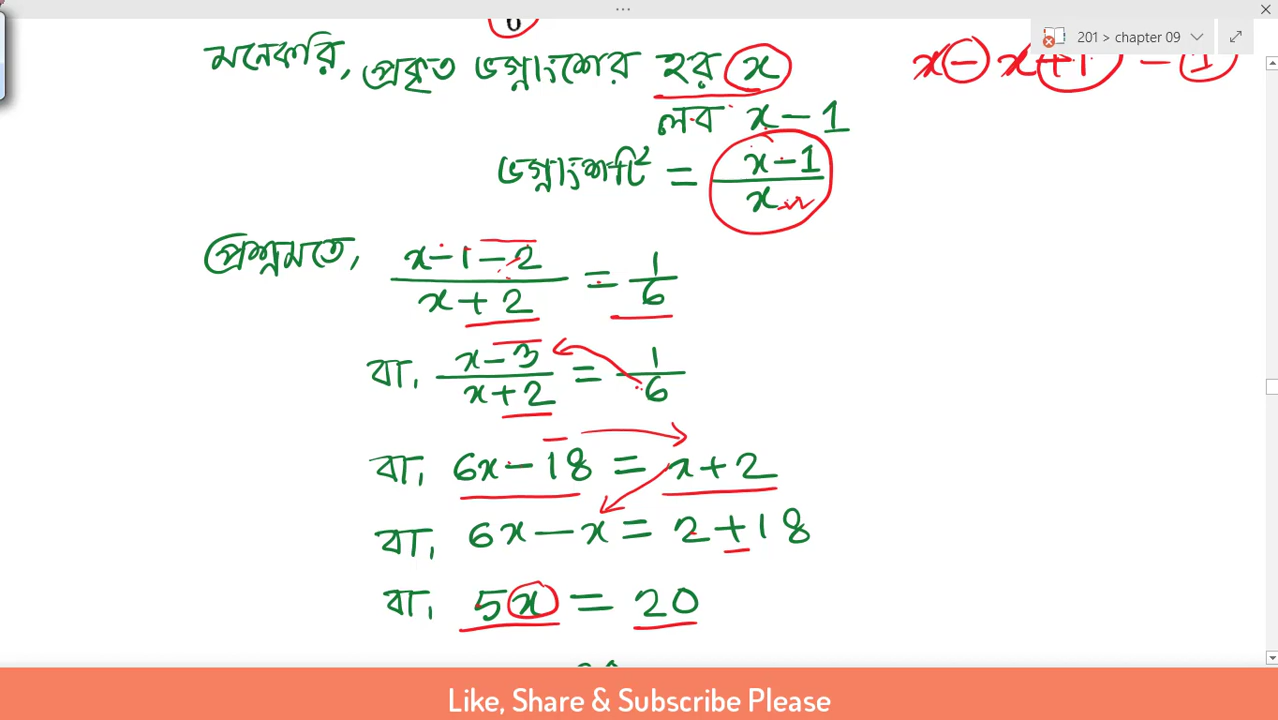 ...
201 > chapter 09
6
মনেকরি, প্রকৃত ভগ্নাংশের হর x
x - x + 1 - 1
লব x - 1
ভগ্নাংশটি = x - 1 / x
প্রশ্নমতে, x - 1 - 2 / x + 2 = 1 / 6
বা, x - 3 / x + 2 = 1 / 6
বা, 6x - 18 = x + 2
বা, 6x - x = 2 + 18
বা, 5x = 20
Like, Share & Subscribe Please